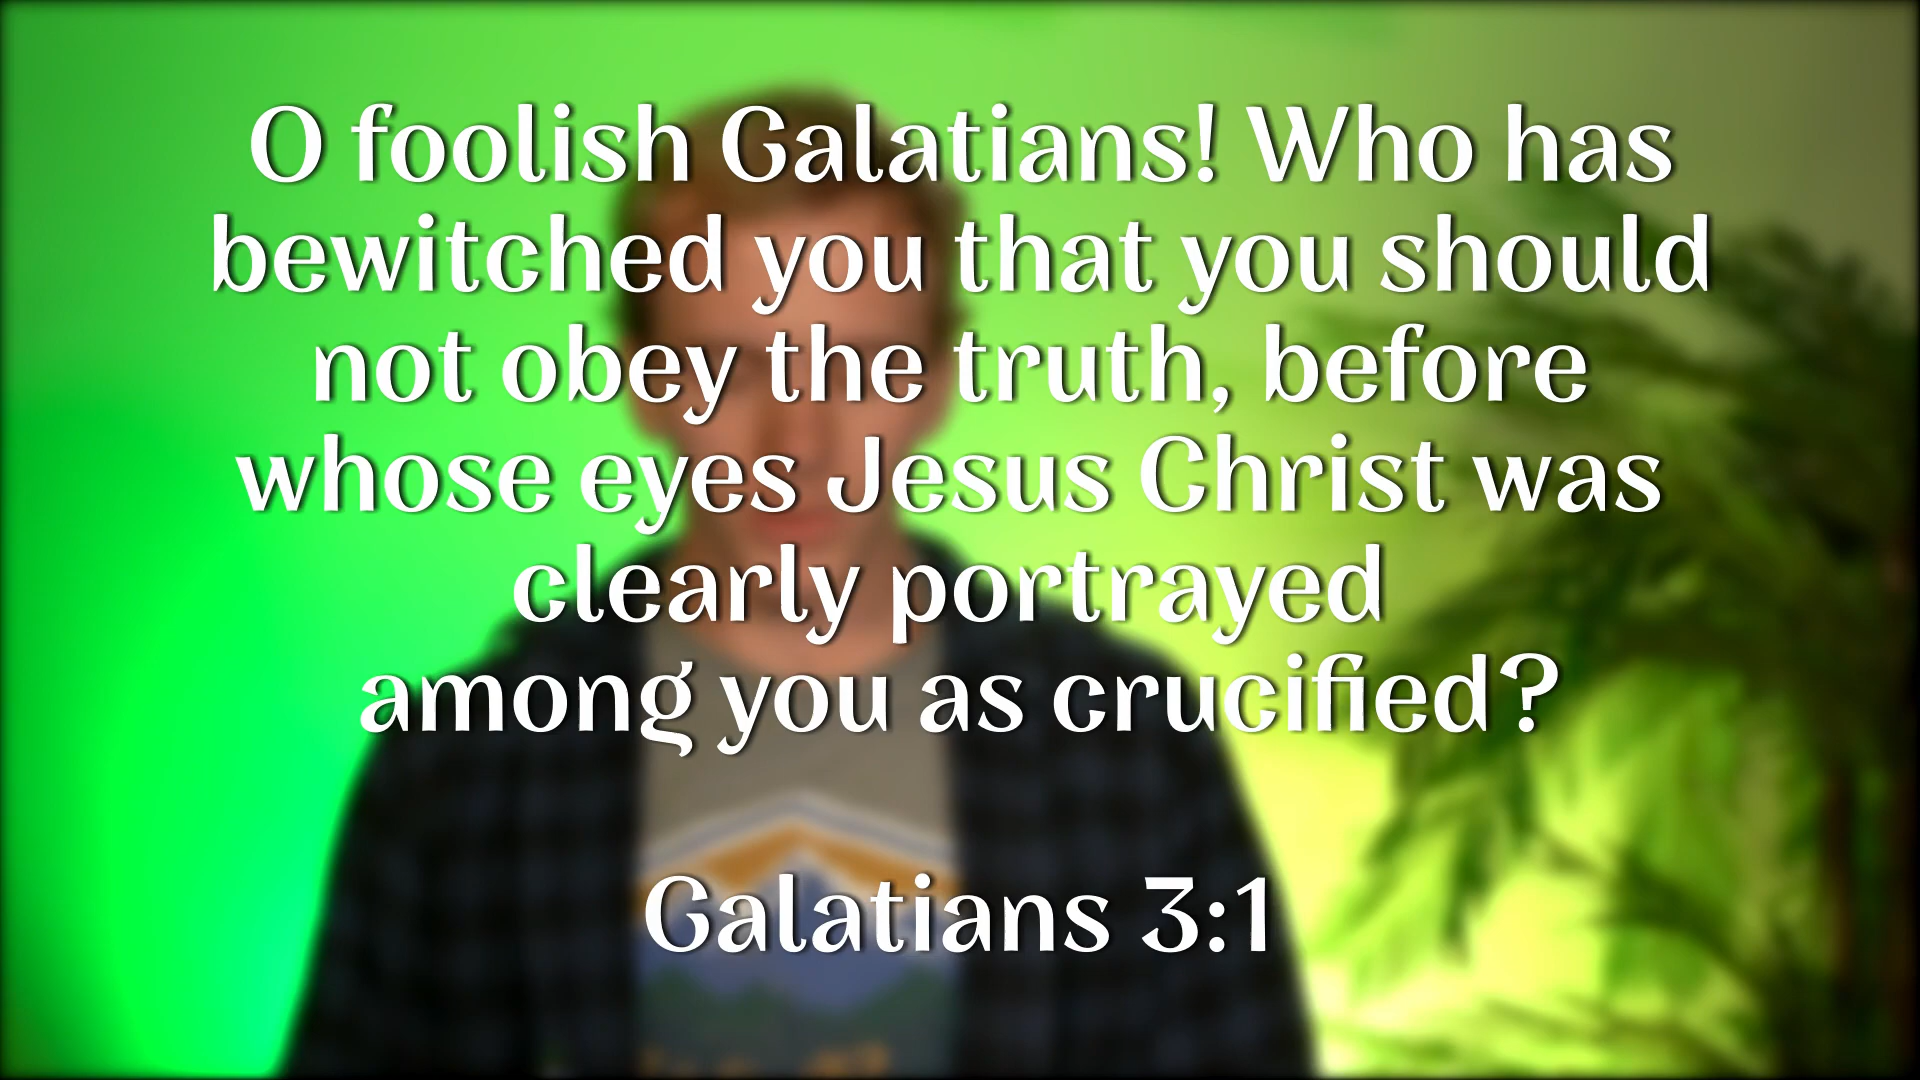 O foolish Galatians! Who has
bewitched you that you should
not obey the truth, before
whose eyes Jesus Christ was
clearly portrayed
among you as crucified?
Galatians 3:1